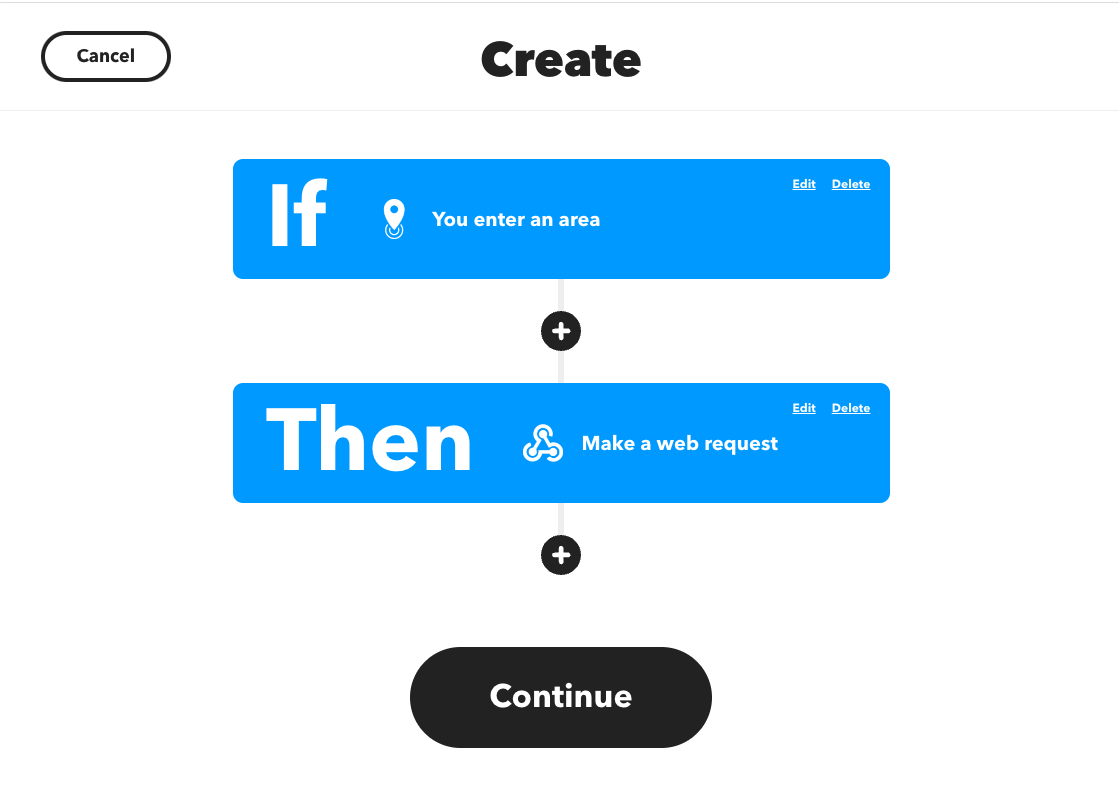 Cancel
Create
If
You enter an area
Edit
Delete
Then
Make a web request
Edit
Delete
Continue